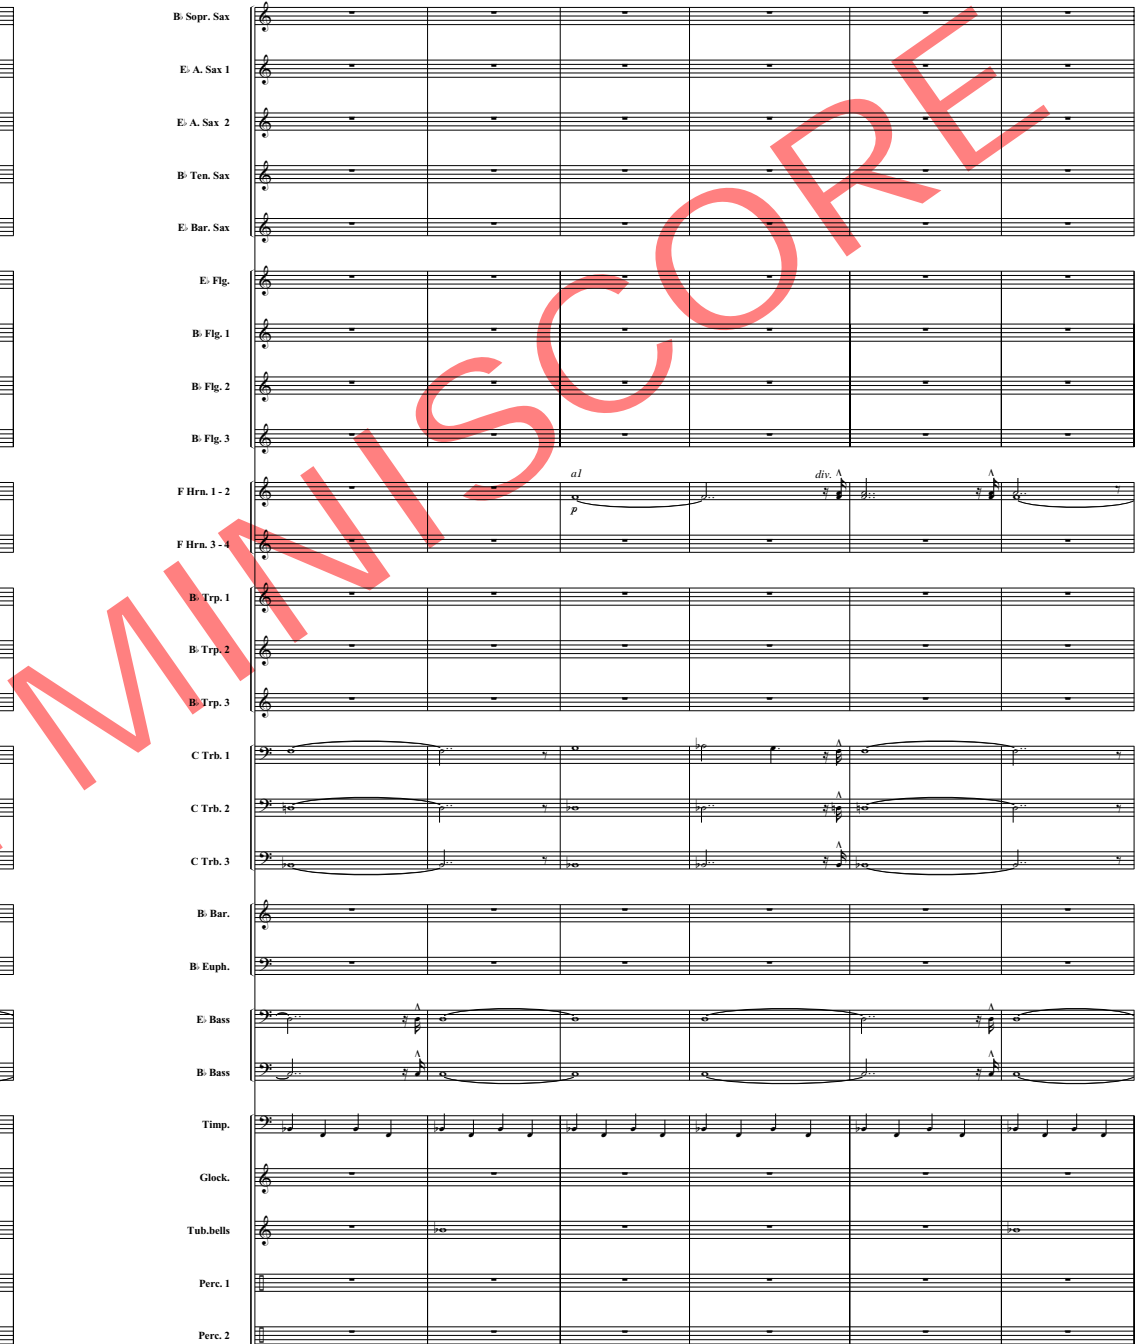 B♭ Sopr. Sax
E♭ A. Sax 1
E♭ A. Sax 2
B♭ Ten. Sax
E♭ Bar. Sax
E♭ Flg.
B♭ Flg. 1
B♭ Flg. 2
B♭ Flg. 3
a1
div.
F Hrn. 1 - 2
p
F Hrn. 3 - 4
B♭ Trp. 1
B♭ Trp. 2
B♭ Trp. 3
C Trb. 1
C Trb. 2
C Trb. 3
B♭ Bar.
B♭ Euph.
E♭ Bass
B♭ Bass
Timp.
Glock.
Tub.bells
Perc. 1
Perc. 2
MINISCORE